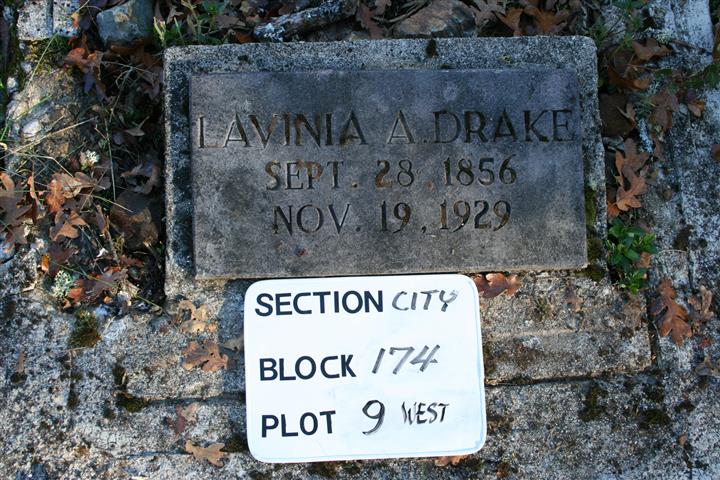 LAVINIA A. DRAKE
SEPT. 28, 1856
NOV. 19, 1929
SECTION CITY
BLOCK 174
PLOT 9 WEST